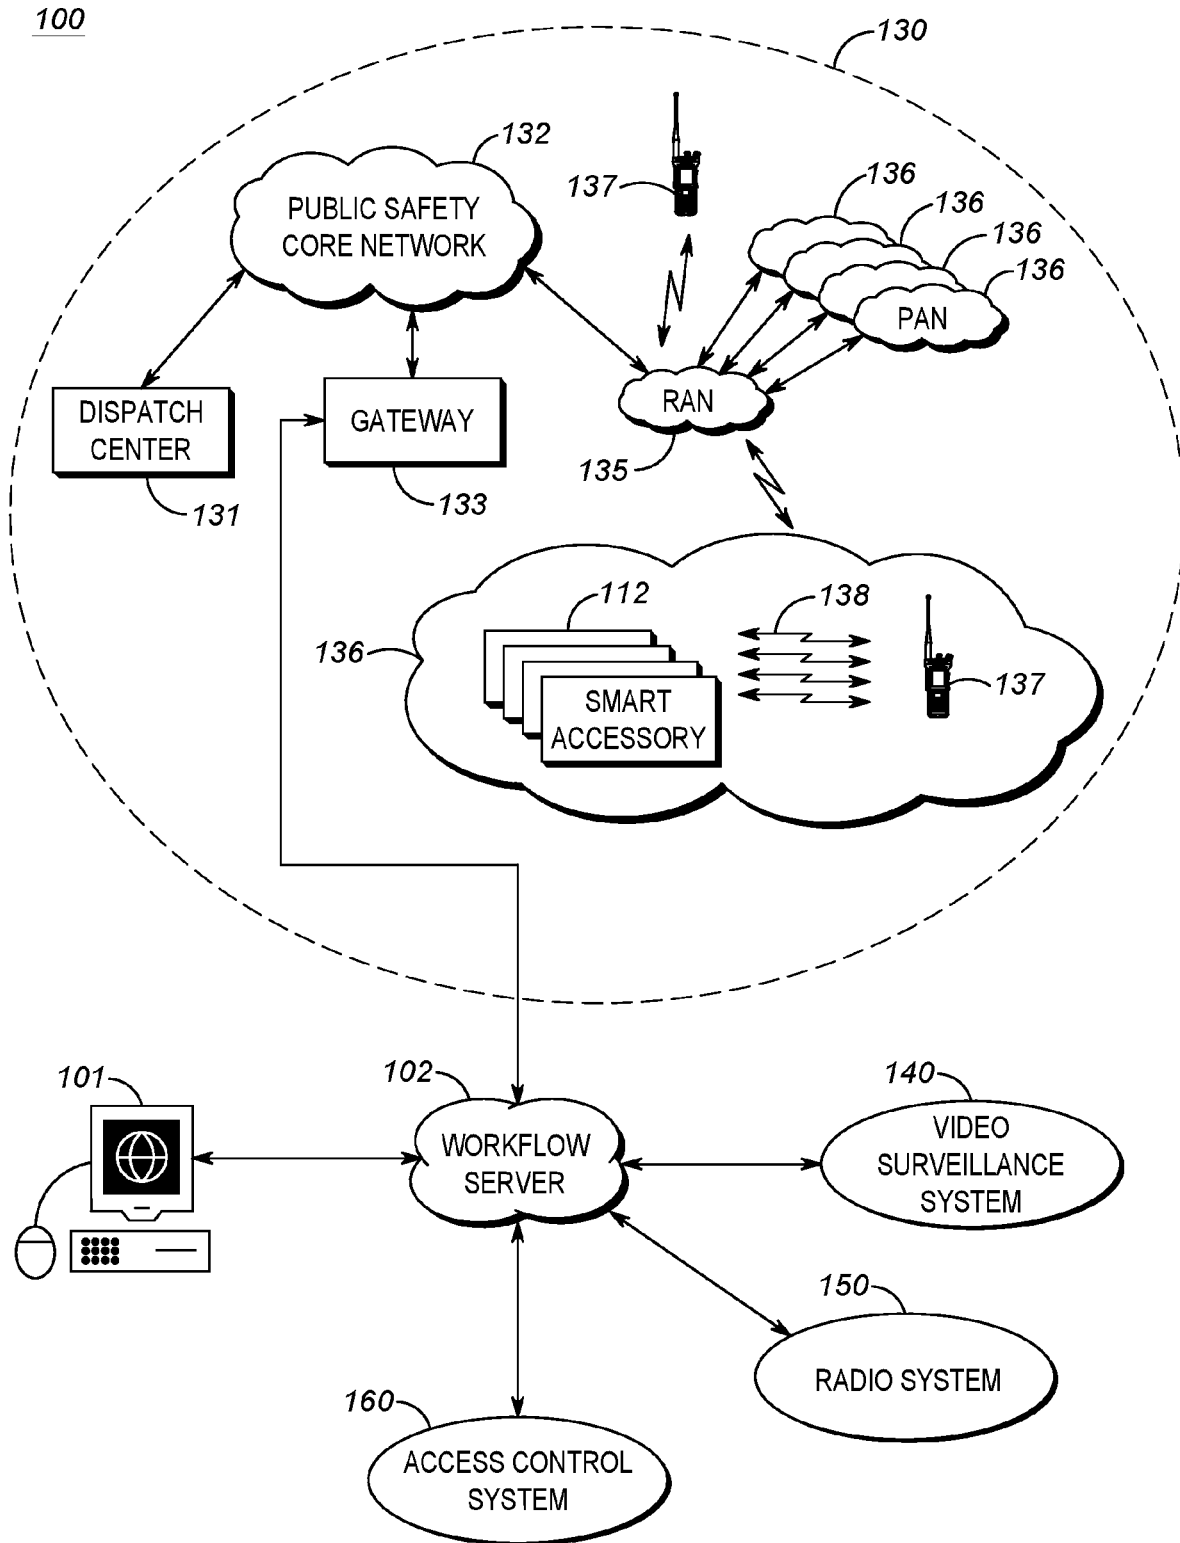 100
130
132
PUBLIC SAFETY
CORE NETWORK
137
136
136
136
136
PAN
RAN
135
DISPATCH
CENTER
131
GATEWAY
133
112
138
136
SMART
ACCESSORY
137
101
102
WORKFLOW
SERVER
140
VIDEO
SURVEILLANCE
SYSTEM
150
RADIO SYSTEM
160
ACCESS CONTROL
SYSTEM